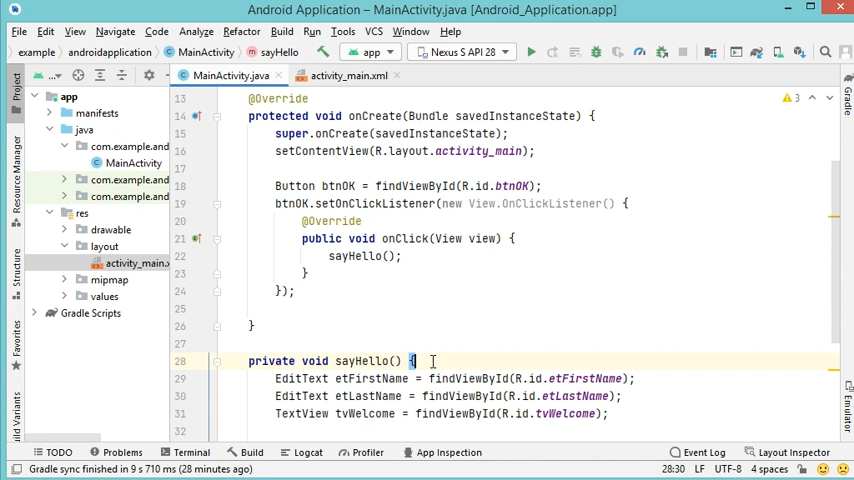 Android Application – MainActivity.java [Android_Application.app]
File Edit View Navigate Code Analyze Refactor Build Run Tools VCS Window Help
example androidapplication MainActivity sayHello app Nexus S API 28
Project
Resource Manager
Structure
Favorites
MainActivity.java activity_main.xml
app
manifests
java
com.example.and
MainActivity
com.example.and
com.example.and
res
drawable
layout
activity_main.x
mipmap
values
Gradle Scripts
3
13 @Override
14 protected void onCreate(Bundle savedInstanceState) {
15 super.onCreate(savedInstanceState);
16 setContentView(R.layout.activity_main);
17
18 Button btnOK = findViewById(R.id.btnOK);
19 btnOK.setOnClickListener(new View.OnClickListener() {
20 @Override
21 public void onClick(View view) {
22 sayHello();
23 }
24 });
25
26 }
27
28 private void sayHello() {
29 EditText etFirstName = findViewById(R.id.etFirstName);
30 EditText etLastName = findViewById(R.id.etLastName);
31 TextView tvWelcome = findViewById(R.id.tvWelcome);
32
Gradle
Emulator
TODO Problems Terminal Build Logcat Profiler App Inspection Event Log Layout Inspector
Gradle sync finished in 9 s 710 ms (28 minutes ago) 28:30 LF UTF-8 4 spaces